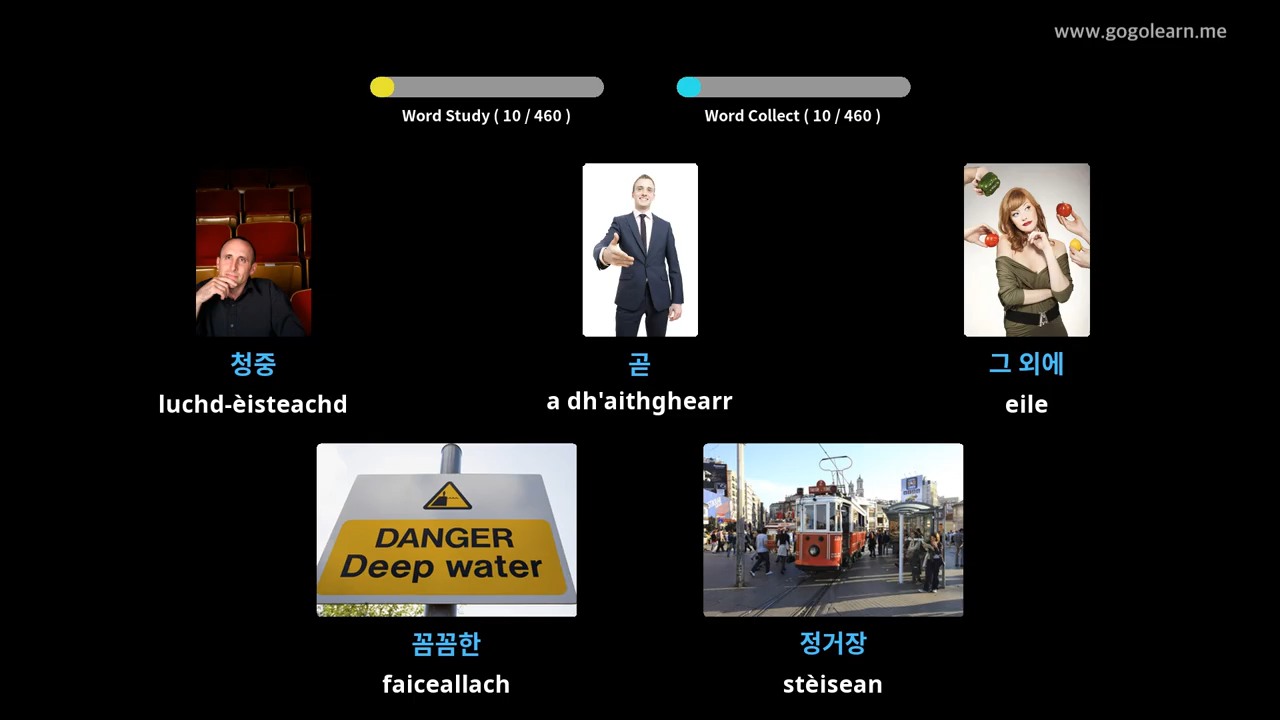 www.gogolearn.me
Word Study ( 10 / 460 )
Word Collect ( 10 / 460 )
청중
luchd-èisteachd
곧
a dh'aithghearr
그 외에
eile
DANGER
Deep water
꼼꼼한
faiceallach
정거장
stèisean